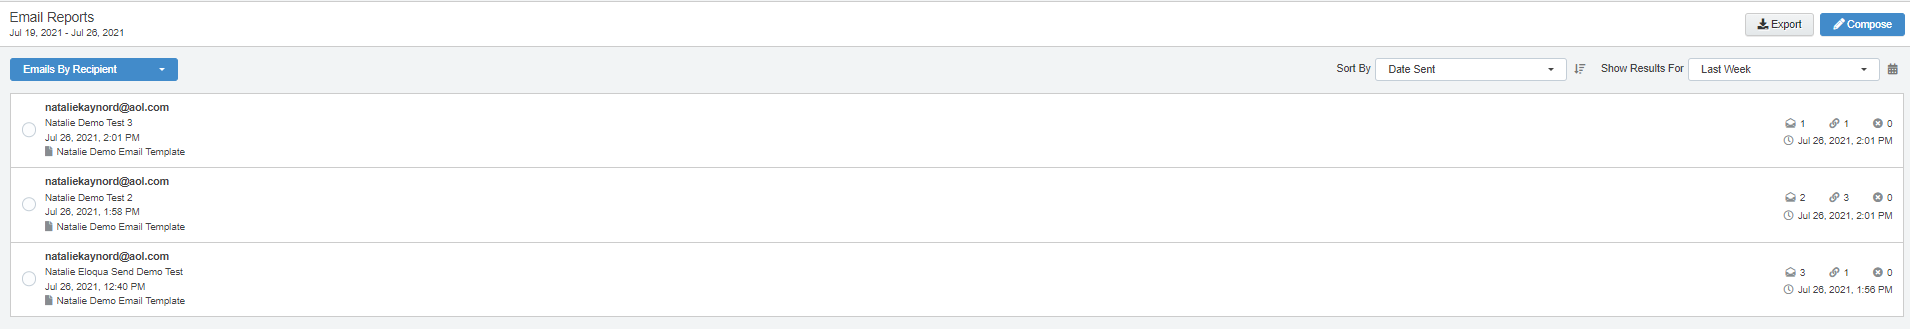 Email Reports
Jul 19, 2021 - Jul 26, 2021
Export
Compose
Emails By Recipient
Sort By
Date Sent
Show Results For
Last Week
nataliekaynord@aol.com
Natalie Demo Test 3
Jul 26, 2021, 2:01 PM
Natalie Demo Email Template
1 1 0
Jul 26, 2021, 2:01 PM
nataliekaynord@aol.com
Natalie Demo Test 2
Jul 26, 2021, 1:58 PM
Natalie Demo Email Template
2 3 0
Jul 26, 2021, 2:01 PM
nataliekaynord@aol.com
Natalie Eloqua Send Demo Test
Jul 26, 2021, 12:40 PM
Natalie Demo Email Template
3 1 0
Jul 26, 2021, 1:56 PM